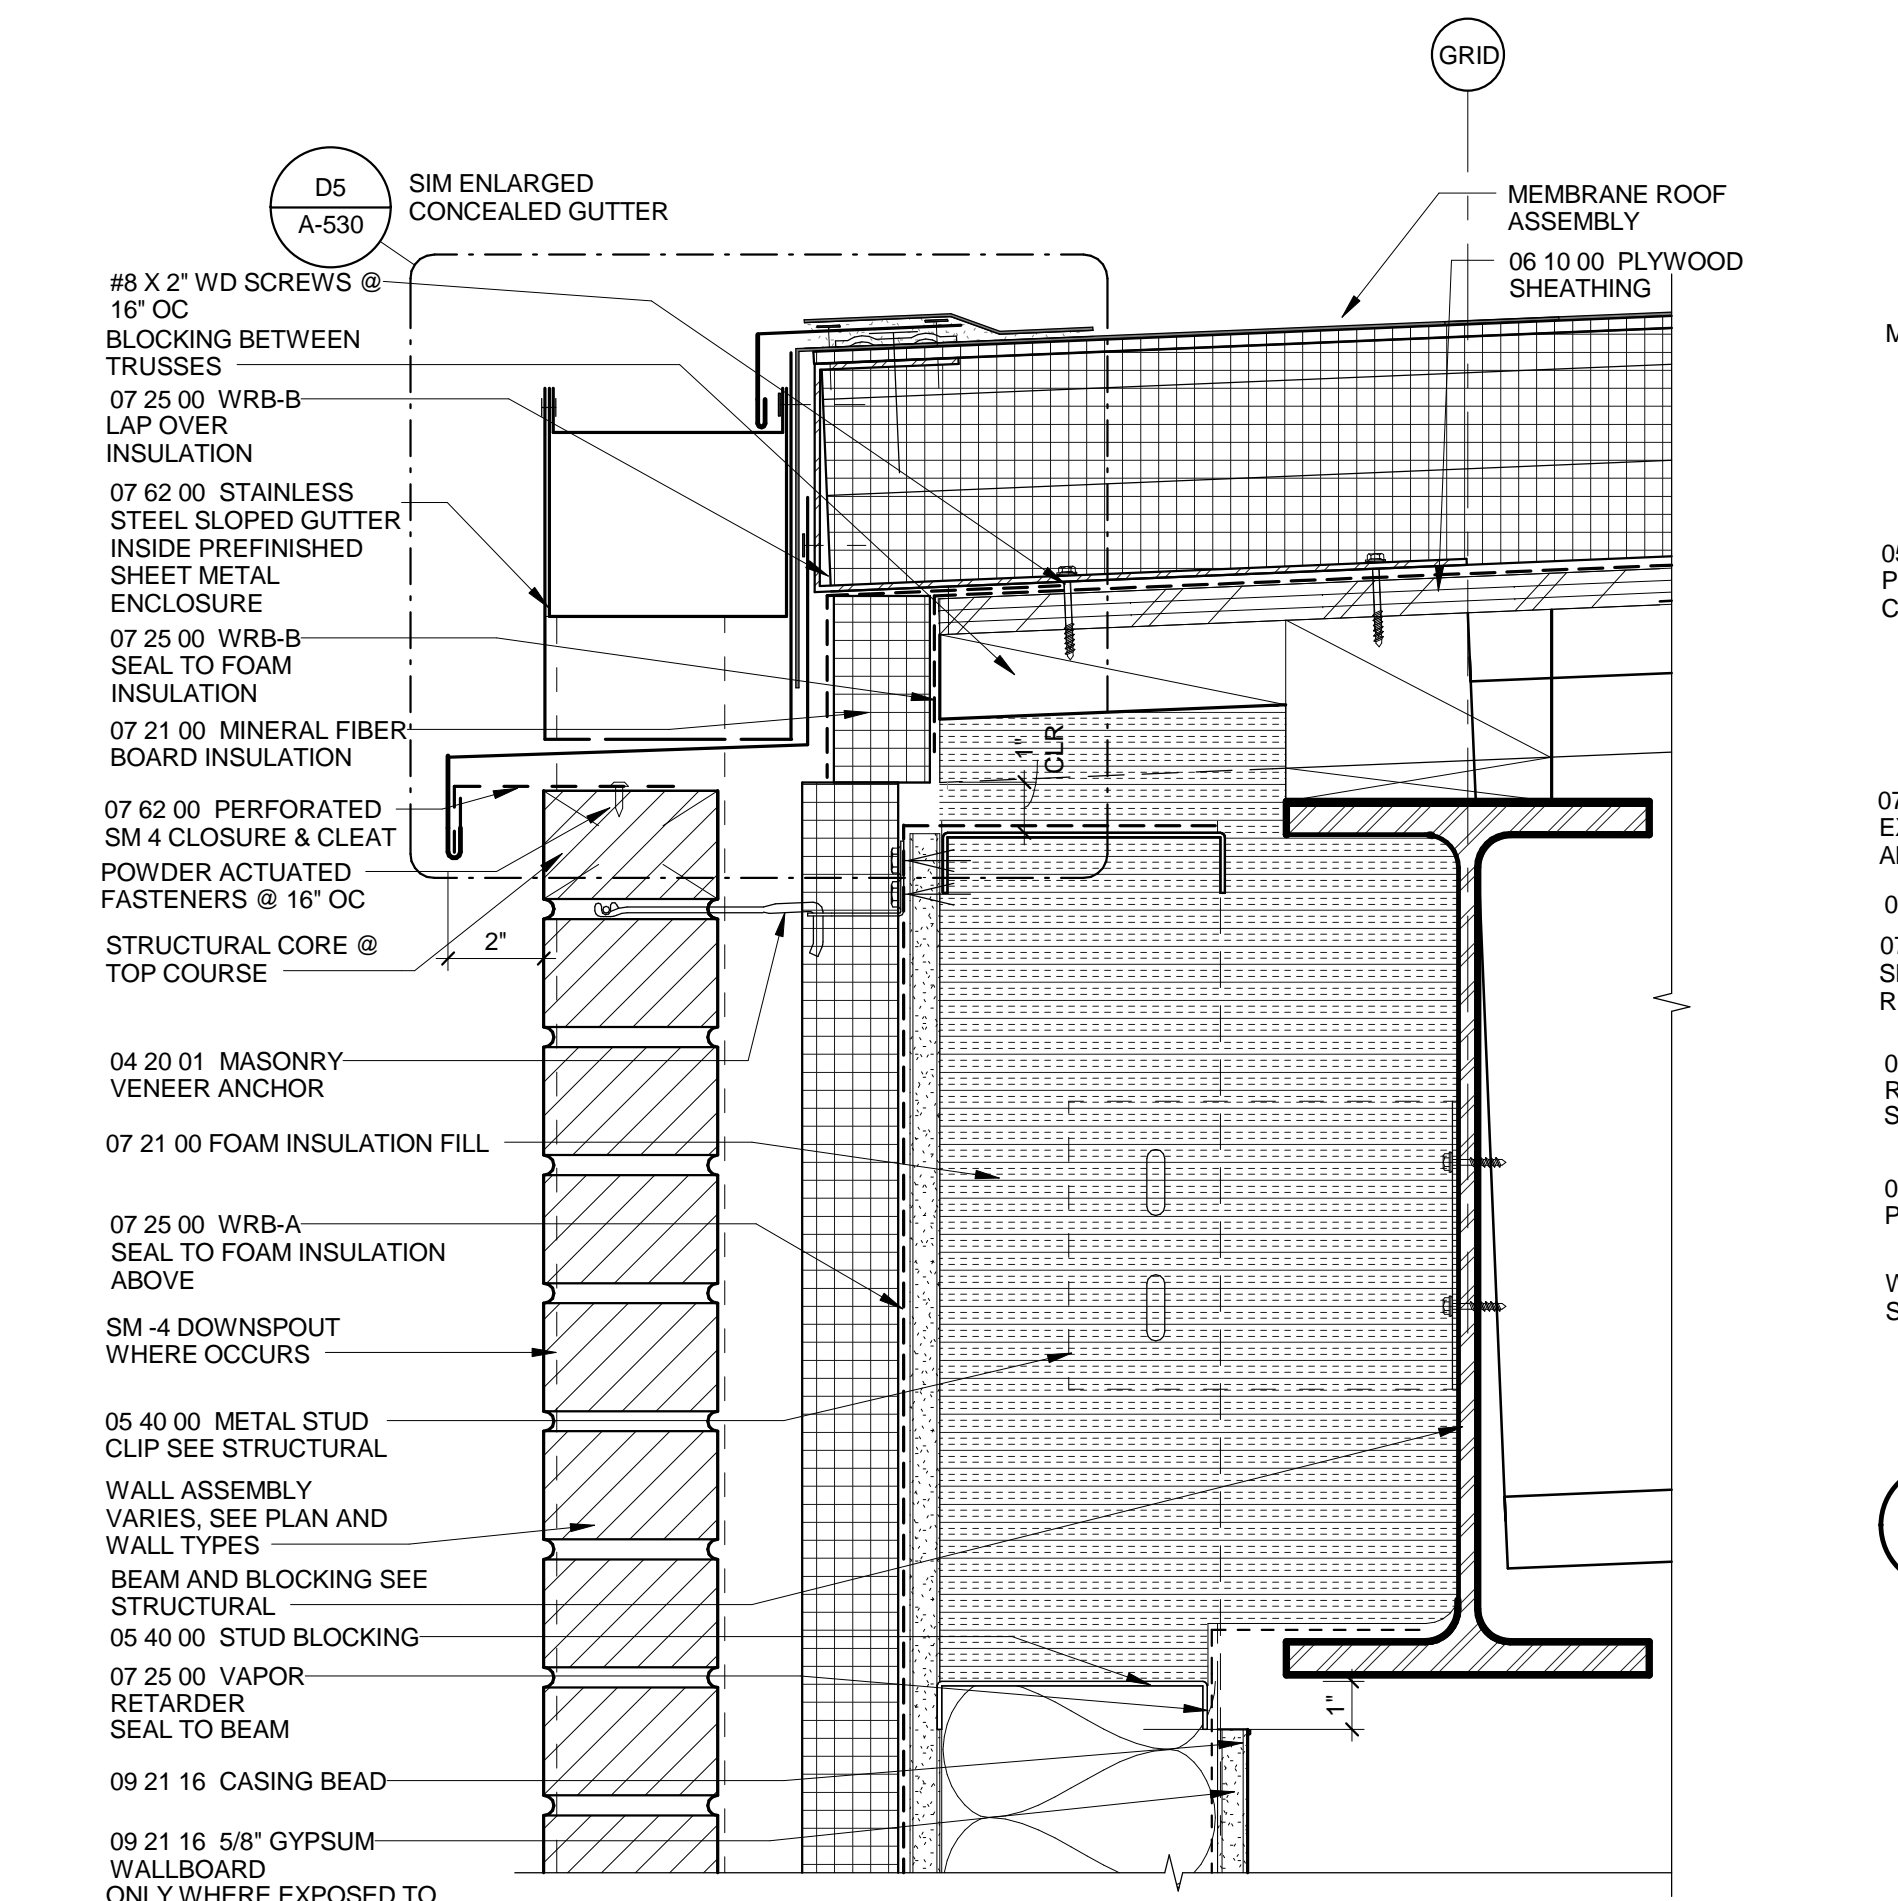 GRID
D5
A-530
SIM ENLARGED
CONCEALED GUTTER
MEMBRANE ROOF
ASSEMBLY
06 10 00 PLYWOOD
SHEATHING
#8 X 2" WD SCREWS @
16" OC
BLOCKING BETWEEN
TRUSSES
07 25 00 WRB-B
LAP OVER
INSULATION
07 62 00 STAINLESS
STEEL SLOPED GUTTER
INSIDE PREFINISHED
SHEET METAL
ENCLOSURE
07 25 00 WRB-B
SEAL TO FOAM
INSULATION
07 21 00 MINERAL FIBER
BOARD INSULATION
07 62 00 PERFORATED
SM 4 CLOSURE & CLEAT
POWDER ACTUATED
FASTENERS @ 16" OC
STRUCTURAL CORE @
TOP COURSE
2"
1"
CLR
04 20 01 MASONRY
VENEER ANCHOR
07 21 00 FOAM INSULATION FILL
07 25 00 WRB-A
SEAL TO FOAM INSULATION
ABOVE
SM -4 DOWNSPOUT
WHERE OCCURS
05 40 00 METAL STUD
CLIP SEE STRUCTURAL
WALL ASSEMBLY
VARIES, SEE PLAN AND
WALL TYPES
BEAM AND BLOCKING SEE
STRUCTURAL
05 40 00 STUD BLOCKING
07 25 00 VAPOR
RETARDER
SEAL TO BEAM
1"
09 21 16 CASING BEAD
09 21 16 5/8" GYPSUM
WALLBOARD
ONLY WHERE EXPOSED TO